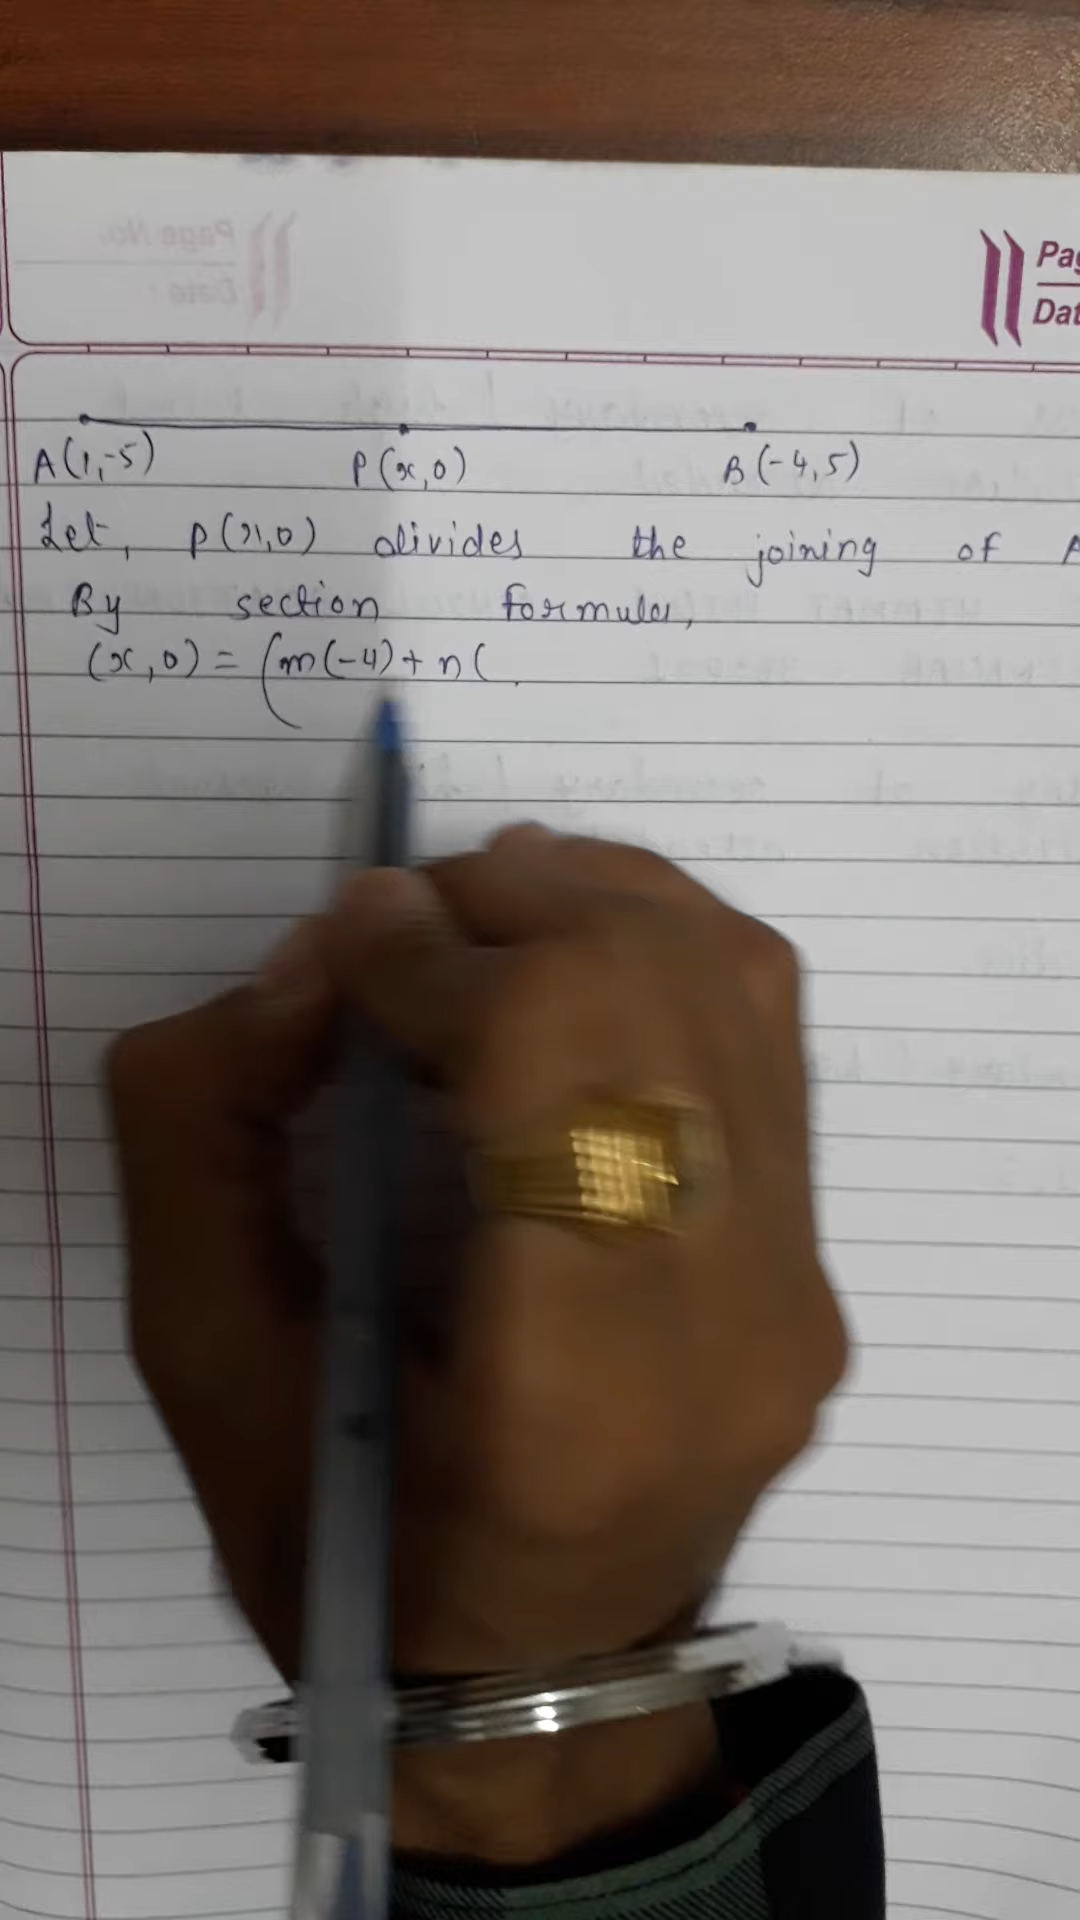 Pa
Dat
A(1,-5) P(x,0) B(-4,5)
Let, P(x,0) divides the joining of A
By section formula,
(x,0) = (m(-4)+n(